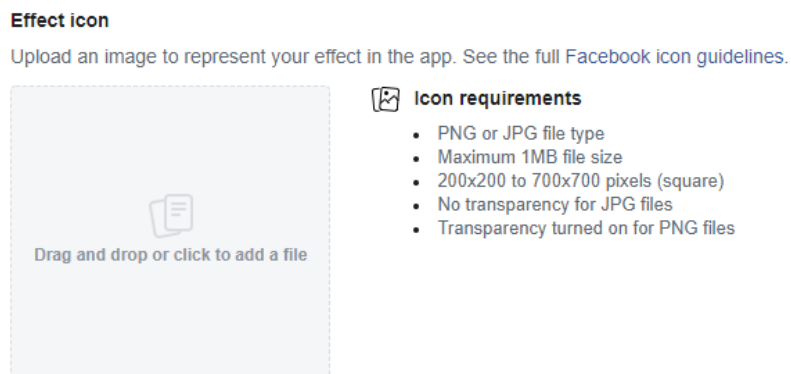 Effect icon
Upload an image to represent your effect in the app. See the full Facebook icon guidelines.
Icon requirements
PNG or JPG file type
Maximum 1MB file size
200x200 to 700x700 pixels (square)
No transparency for JPG files
Transparency turned on for PNG files
Drag and drop or click to add a file